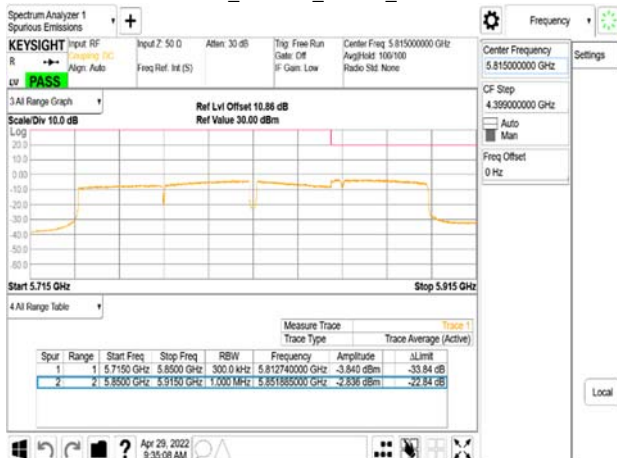 Spectrum Analyzer 1
Spurious Emissions
Frequency
KEYSIGHT Input: RF Input Z: 50 Ω Atten: 30 dB Trig: Free Run Center Freq: 5.815000000 GHz
R Coupling: DC Gate: Off Avg|Hold: 100/100
Align: Auto Freq Ref: Int (S) IF Gain: Low Radio Std: None
PASS
Center Frequency
5.815000000 GHz
Settings
CF Step
4.399000000 GHz
Auto
Man
Freq Offset
0 Hz
3 All Range Graph
Ref Lvl Offset 10.86 dB
Scale/Div 10.0 dB Ref Value 30.00 dBm
Log
20.0
10.0
0.00
-10.0
-20.0
-30.0
-40.0
-50.0
-60.0
Start 5.715 GHz Stop 5.915 GHz
4 All Range Table
Measure Trace Trace 1
Trace Type Trace Average (Active)
Spur Range Start Freq Stop Freq RBW Frequency Amplitude ΔLimit
1 1 5.7150 GHz 5.8500 GHz 300.0 kHz 5.812740000 GHz -3.840 dBm -33.84 dB
2 2 5.8500 GHz 5.9150 GHz 1.000 MHz 5.851885000 GHz -2.836 dBm -22.84 dB
Local
? Apr 29, 2022
9:35:08 AM